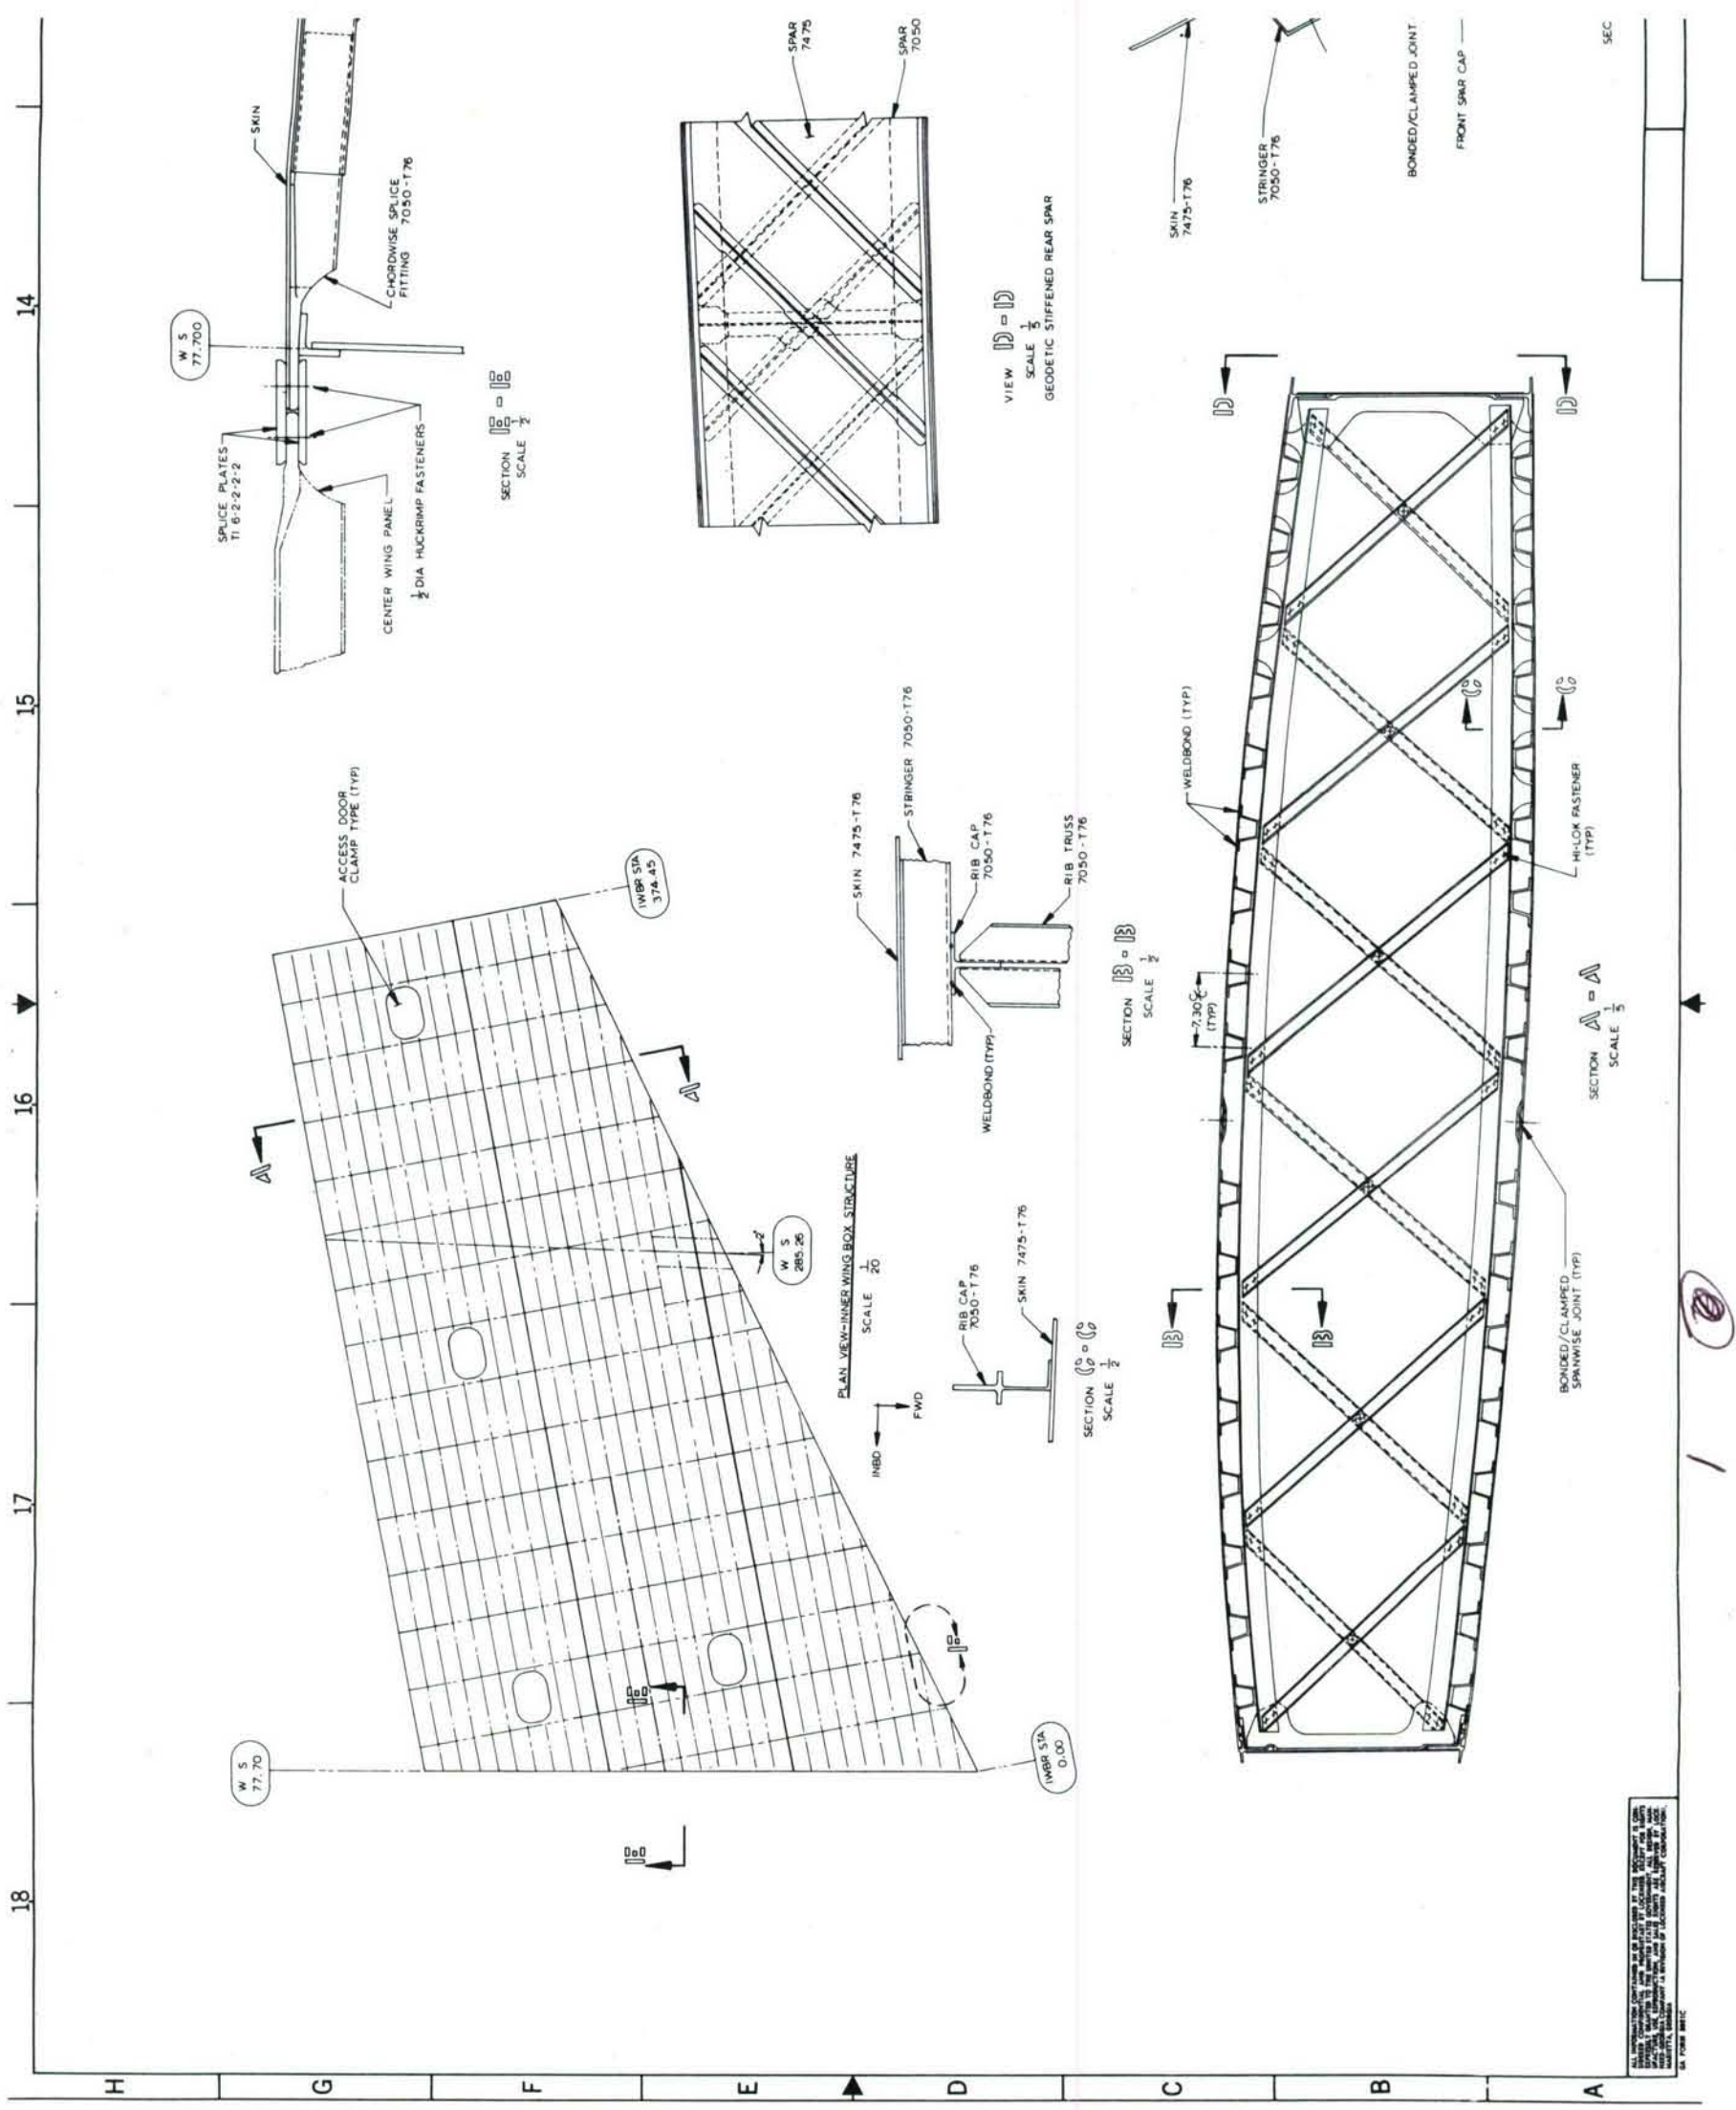 18
17
16
15
14
H
G
F
E
D
C
B
A
W S
77.70
W S
77.700
SPLICE PLATES
TI 6-2-2-2-2
SKIN
CENTER WING PANEL
CHORDWISE SPLICE
FITTING 7050-T76
1/2 DIA HUCKRIMP FASTENERS
SECTION E-E
SCALE 1/2
ACCESS DOOR
CLAMP TYPE (TYP)
A
A
E
E
F
IWBR STA
374.45
W S
285.26
2°
IWBR STA
0.00
PLAN VIEW-INNER WING BOX STRUCTURE
SCALE 1/20
INBD
FWD
SPAR
7475
SPAR
7050
VIEW D-D
SCALE 1/5
GEODETIC STIFFENED REAR SPAR
SKIN 7475-T76
STRINGER 7050-T76
RIB CAP
7050-T76
RIB TRUSS
7050-T76
WELDBOND (TYP)
SECTION B-B
SCALE 1/2
RIB CAP
7050-T76
SKIN 7475-T76
SECTION C-C
SCALE 1/2
SKIN
7475-T76
STRINGER
7050-T76
BONDED/CLAMPED JOINT
FRONT SPAR CAP
SEC
WELDBOND (TYP)
7.30 ℄
(TYP)
B
B
C
C
D
D
HI-LOK FASTENER
(TYP)
BONDED/CLAMPED
SPANWISE JOINT (TYP)
SECTION A-A
SCALE 1/5
1